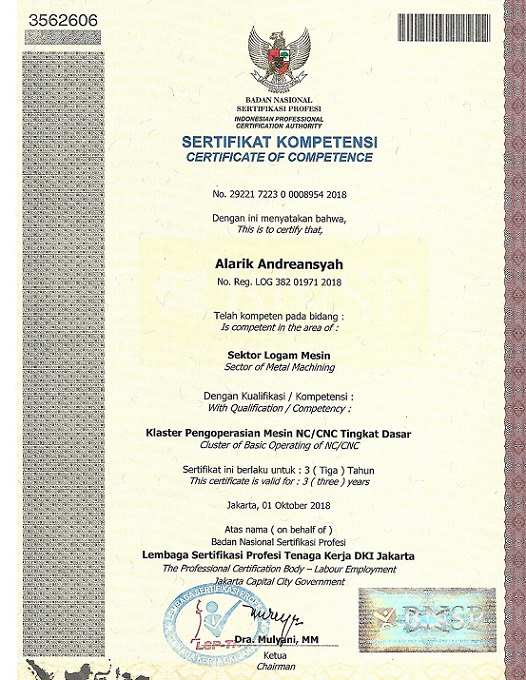 3562606
BADAN NASIONAL
SERTIFIKASI PROFESI
INDONESIAN PROFESSIONAL
CERTIFICATION AUTHORITY
SERTIFIKAT KOMPETENSI
CERTIFICATE OF COMPETENCE
No. 29221 7223 0 0008954 2018
Dengan ini menyatakan bahwa,
This is to certify that,
Alarik Andreansyah
No. Reg. LOG 382 01971 2018
Telah kompeten pada bidang :
Is competent in the area of :
Sektor Logam Mesin
Sector of Metal Machining
Dengan Kualifikasi / Kompetensi :
With Qualification / Competency :
Klaster Pengoperasian Mesin NC/CNC Tingkat Dasar
Cluster of Basic Operating of NC/CNC
Sertifikat ini berlaku untuk : 3 ( Tiga ) Tahun
This certificate is valid for : 3 ( three ) years
Jakarta, 01 Oktober 2018
Atas nama ( on behalf of )
Badan Nasional Sertifikasi Profesi
Lembaga Sertifikasi Profesi Tenaga Kerja DKI Jakarta
The Professional Certification Body – Labour Employment
Jakarta Capital City Government
BNSP
Dra. Mulyani, MM
Ketua
Chairman